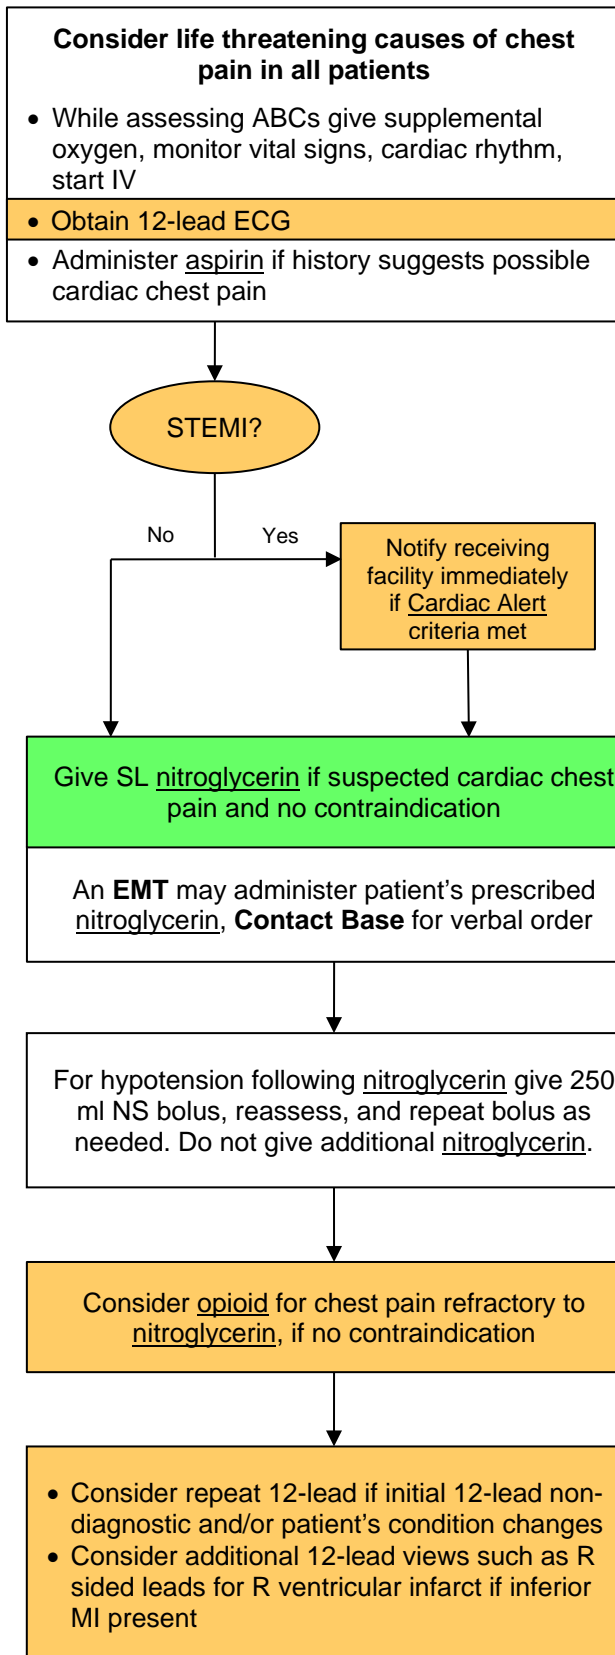 Consider life threatening causes of chest
pain in all patients
• While assessing ABCs give supplemental
oxygen, monitor vital signs, cardiac rhythm,
start IV
• Obtain 12-lead ECG
• Administer aspirin if history suggests possible
cardiac chest pain
STEMI?
No
Yes
Notify receiving
facility immediately
if Cardiac Alert
criteria met
Give SL nitroglycerin if suspected cardiac chest
pain and no contraindication
An EMT may administer patient’s prescribed
nitroglycerin, Contact Base for verbal order
For hypotension following nitroglycerin give 250
ml NS bolus, reassess, and repeat bolus as
needed. Do not give additional nitroglycerin.
Consider opioid for chest pain refractory to
nitroglycerin, if no contraindication
• Consider repeat 12-lead if initial 12-lead non-
diagnostic and/or patient’s condition changes
• Consider additional 12-lead views such as R
sided leads for R ventricular infarct if inferior
MI present